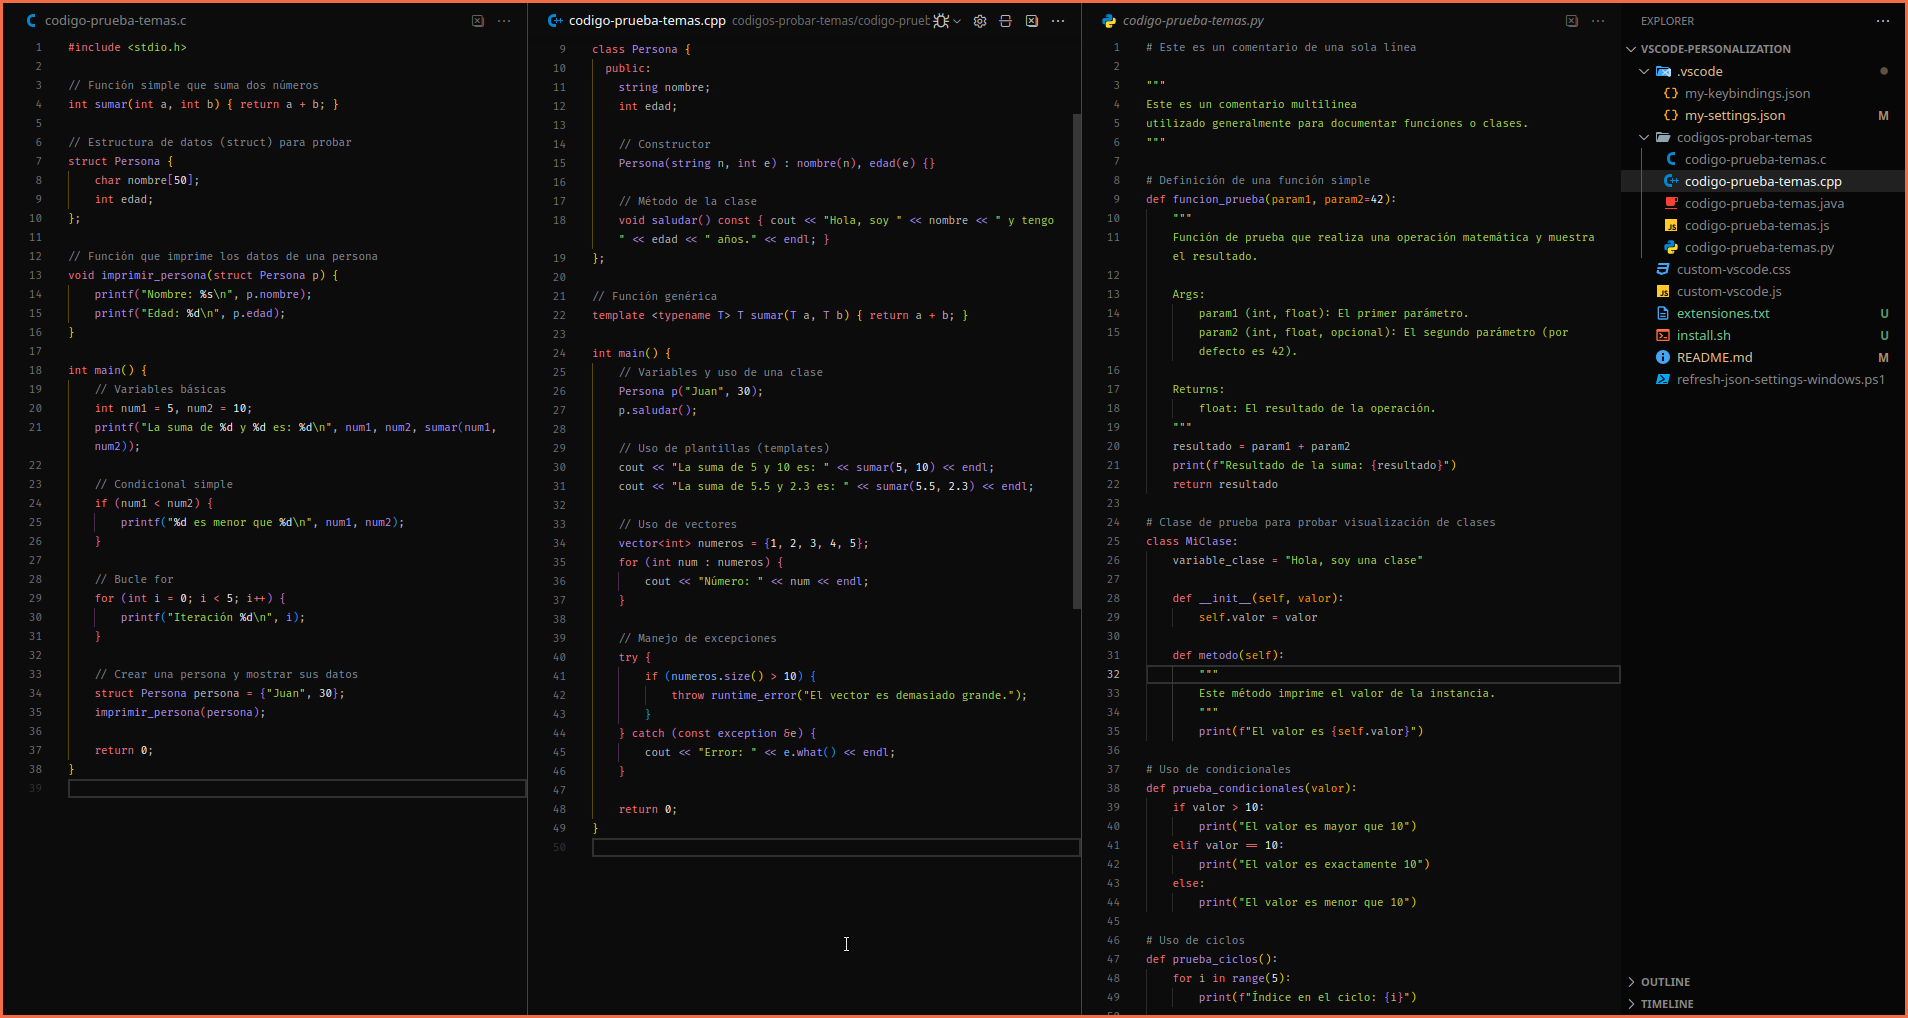 codigo-prueba-temas.c
1 #include <stdio.h>
2
3 // Función simple que suma dos números
4 int sumar(int a, int b) { return a + b; }
5
6 // Estructura de datos (struct) para probar
7 struct Persona {
8 char nombre[50];
9 int edad;
10 };
11
12 // Función que imprime los datos de una persona
13 void imprimir_persona(struct Persona p) {
14 printf("Nombre: %s\n", p.nombre);
15 printf("Edad: %d\n", p.edad);
16 }
17
18 int main() {
19 // Variables básicas
20 int num1 = 5, num2 = 10;
21 printf("La suma de %d y %d es: %d\n", num1, num2, sumar(num1,
num2));
22
23 // Condicional simple
24 if (num1 < num2) {
25 printf("%d es menor que %d\n", num1, num2);
26 }
27
28 // Bucle for
29 for (int i = 0; i < 5; i++) {
30 printf("Iteración %d\n", i);
31 }
32
33 // Crear una persona y mostrar sus datos
34 struct Persona persona = {"Juan", 30};
35 imprimir_persona(persona);
36
37 return 0;
38 }
39
codigo-prueba-temas.cpp codigos-probar-temas/codigo-prueb
9 class Persona {
10 public:
11 string nombre;
12 int edad;
13
14 // Constructor
15 Persona(string n, int e) : nombre(n), edad(e) {}
16
17 // Método de la clase
18 void saludar() const { cout << "Hola, soy " << nombre << " y tengo
" << edad << " años." << endl; }
19 };
20
21 // Función genérica
22 template <typename T> T sumar(T a, T b) { return a + b; }
23
24 int main() {
25 // Variables y uso de una clase
26 Persona p("Juan", 30);
27 p.saludar();
28
29 // Uso de plantillas (templates)
30 cout << "La suma de 5 y 10 es: " << sumar(5, 10) << endl;
31 cout << "La suma de 5.5 y 2.3 es: " << sumar(5.5, 2.3) << endl;
32
33 // Uso de vectores
34 vector<int> numeros = {1, 2, 3, 4, 5};
35 for (int num : numeros) {
36 cout << "Número: " << num << endl;
37 }
38
39 // Manejo de excepciones
40 try {
41 if (numeros.size() > 10) {
42 throw runtime_error("El vector es demasiado grande.");
43 }
44 } catch (const exception &e) {
45 cout << "Error: " << e.what() << endl;
46 }
47
48 return 0;
49 }
50
codigo-prueba-temas.py
1 # Este es un comentario de una sola línea
2
3 """
4 Este es un comentario multilínea
5 utilizado generalmente para documentar funciones o clases.
6 """
7
8 # Definición de una función simple
9 def funcion_prueba(param1, param2=42):
10 """
11 Función de prueba que realiza una operación matemática y muestra
el resultado.
12
13 Args:
14 param1 (int, float): El primer parámetro.
15 param2 (int, float, opcional): El segundo parámetro (por
defecto es 42).
16
17 Returns:
18 float: El resultado de la operación.
19 """
20 resultado = param1 + param2
21 print(f"Resultado de la suma: {resultado}")
22 return resultado
23
24 # Clase de prueba para probar visualización de clases
25 class MiClase:
26 variable_clase = "Hola, soy una clase"
27
28 def __init__(self, valor):
29 self.valor = valor
30
31 def metodo(self):
32 """
33 Este método imprime el valor de la instancia.
34 """
35 print(f"El valor es {self.valor}")
36
37 # Uso de condicionales
38 def prueba_condicionales(valor):
39 if valor > 10:
40 print("El valor es mayor que 10")
41 elif valor == 10:
42 print("El valor es exactamente 10")
43 else:
44 print("El valor es menor que 10")
45
46 # Uso de ciclos
47 def prueba_ciclos():
48 for i in range(5):
49 print(f"Índice en el ciclo: {i}")
EXPLORER
VSCODE-PERSONALIZATION
.vscode
my-keybindings.json
my-settings.json M
codigos-probar-temas
codigo-prueba-temas.c
codigo-prueba-temas.cpp
codigo-prueba-temas.java
codigo-prueba-temas.js
codigo-prueba-temas.py
custom-vscode.css
custom-vscode.js
extensiones.txt U
install.sh U
README.md M
refresh-json-settings-windows.ps1
OUTLINE
TIMELINE